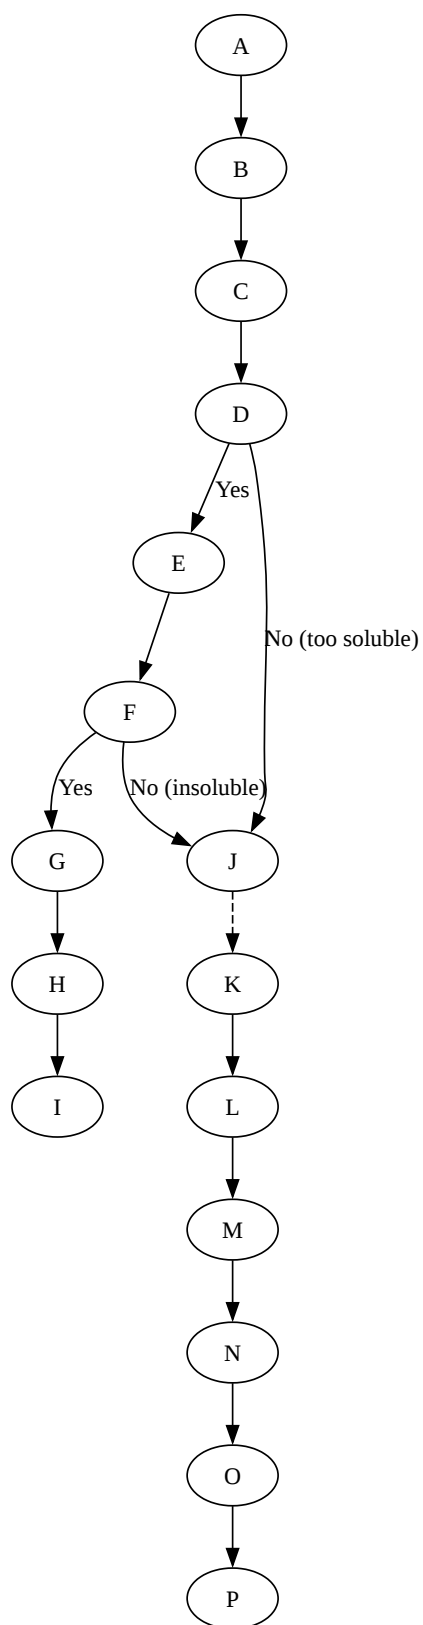 A
B
C
D
Yes
E
No (too soluble)
F
Yes
No (insoluble)
G
J
H
K
I
L
M
N
O
P